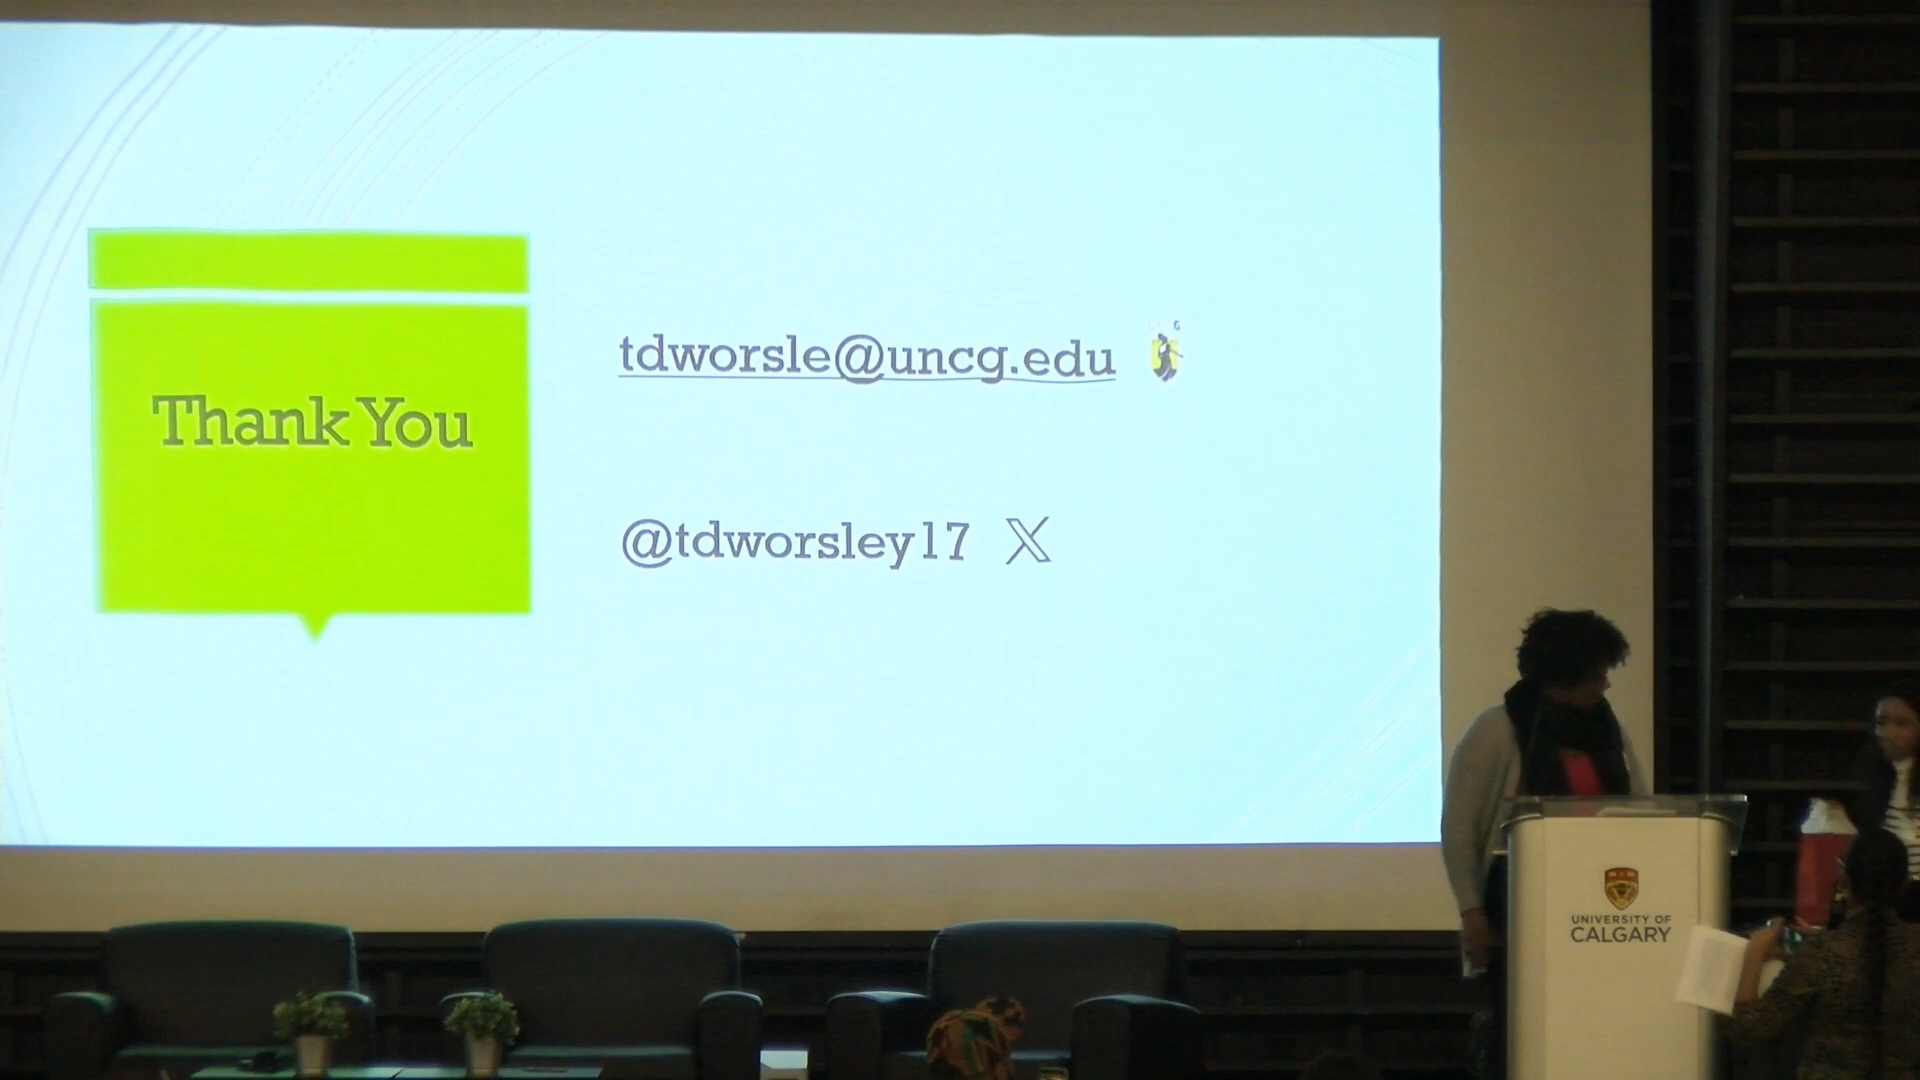 Thank You
tdworsle@uncg.edu
@tdworsley17 X
UNIVERSITY OF
CALGARY